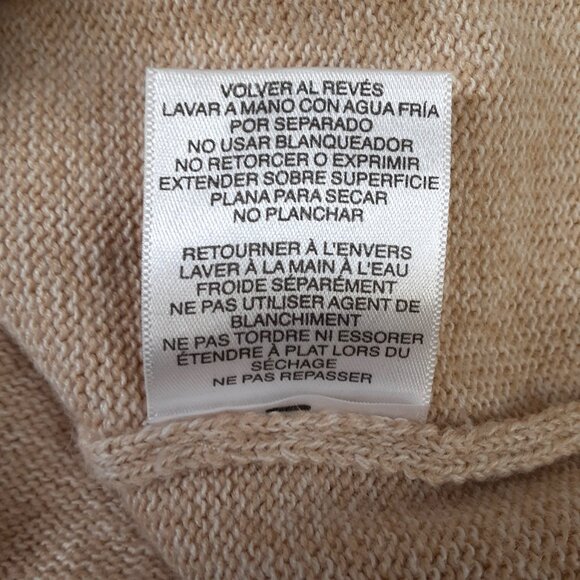 VOLVER AL REVÉS
LAVAR A MANO CON AGUA FRÍA
POR SEPARADO
NO USAR BLANQUEADOR
NO RETORCER O EXPRIMIR
EXTENDER SOBRE SUPERFICIE
PLANA PARA SECAR
NO PLANCHAR
RETOURNER À L'ENVERS
LAVER À LA MAIN À L'EAU
FROIDE SÉPARÉMENT
NE PAS UTILISER AGENT DE
BLANCHIMENT
NE PAS TORDRE NI ESSORER
ÉTENDRE À PLAT LORS DU
SÉCHAGE
NE PAS REPASSER